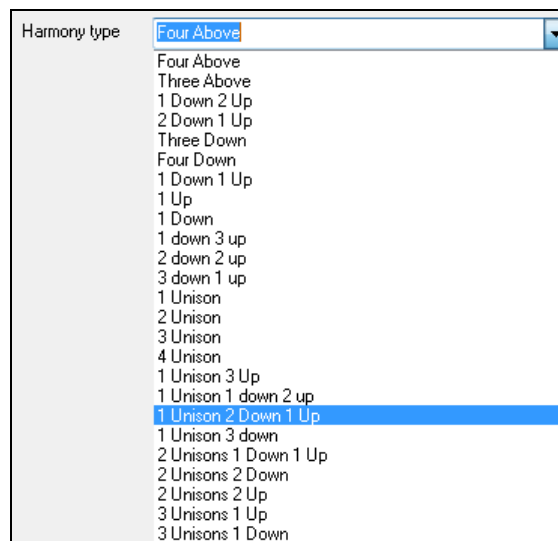 Harmony type Four Above
Four Above
Three Above
1 Down 2 Up
2 Down 1 Up
Three Down
Four Down
1 Down 1 Up
1 Up
1 Down
1 down 3 up
2 down 2 up
3 down 1 up
1 Unison
2 Unison
3 Unison
4 Unison
1 Unison 3 Up
1 Unison 1 down 2 up
1 Unison 2 Down 1 Up
1 Unison 3 down
2 Unisons 1 Down 1 Up
2 Unisons 2 Down
2 Unisons 2 Up
3 Unisons 1 Up
3 Unisons 1 Down